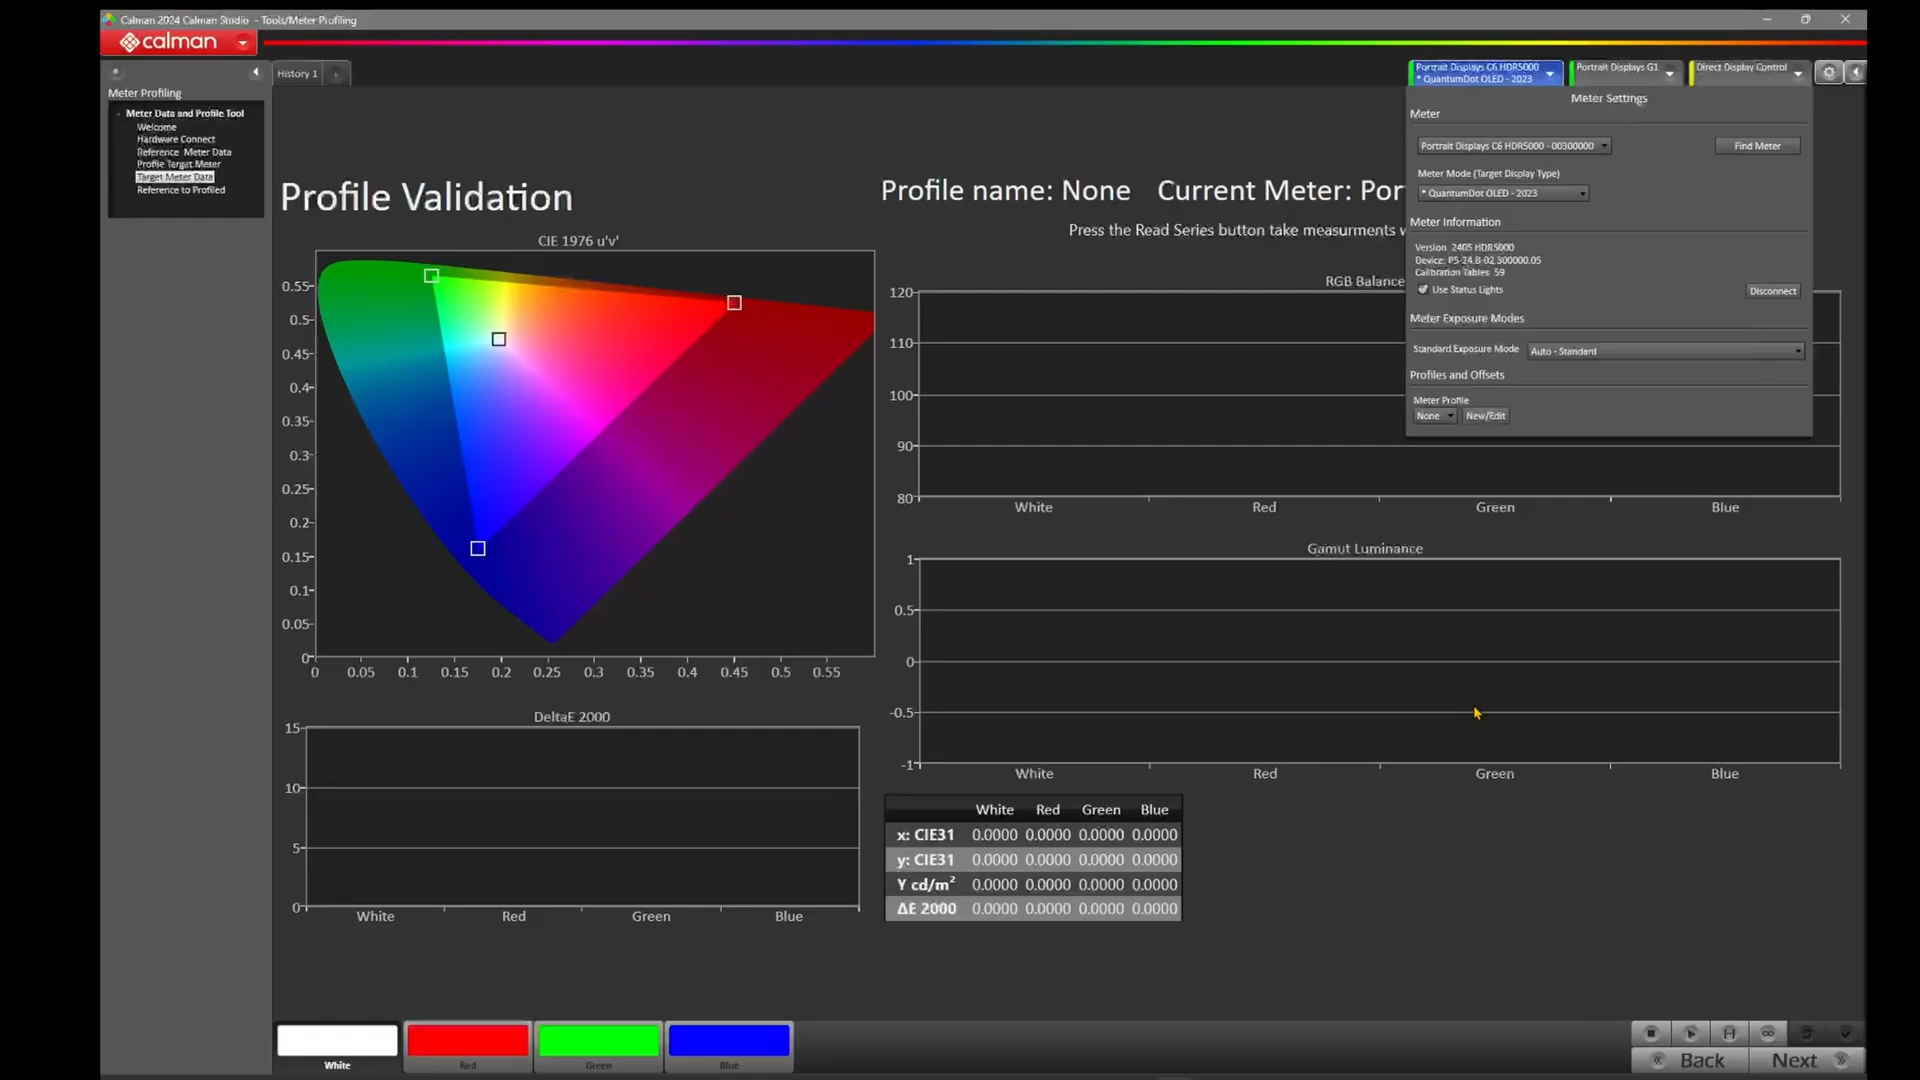 Calman 2024 Calman Studio - Tools/Meter Profiling
calman
History 1
+
Portrait Displays C6 HDR5000
* QuantumDot OLED - 2023
Portrait Displays G1
Direct Display Control
Meter Profiling
Meter Data and Profile Tool
Welcome
Hardware Connect
Reference Meter Data
Profile Target Meter
Target Meter Data
Reference to Profiled
Profile Validation
Profile name: None Current Meter: Por
Press the Read Series button take measurments w
Meter Settings
Meter
Portrait Displays C6 HDR5000 - 00300000
Find Meter
Meter Mode (Target Display Type)
* QuantumDot OLED - 2023
Meter Information
Version 2405 HDR5000
Device: P5-24.B-02.300000.05
Calibration Tables 59
Use Status Lights
Disconnect
Meter Exposure Modes
Standard Exposure Mode
Auto - Standard
Profiles and Offsets
Meter Profile
None
New/Edit
CIE 1976 u'v'
0.55
0.5
0.45
0.4
0.35
0.3
0.25
0.2
0.15
0.1
0.05
0
0 0.05 0.1 0.15 0.2 0.25 0.3 0.35 0.4 0.45 0.5 0.55
RGB Balance
120
110
100
90
80
White Red Green Blue
Gamut Luminance
1
0.5
0
-0.5
-1
White Red Green Blue
DeltaE 2000
15
10
5
0
White Red Green Blue
White Red Green Blue
x: CIE31 0.0000 0.0000 0.0000 0.0000
y: CIE31 0.0000 0.0000 0.0000 0.0000
Y cd/m² 0.0000 0.0000 0.0000 0.0000
ΔE 2000 0.0000 0.0000 0.0000 0.0000
White
Red
Green
Blue
Back
Next